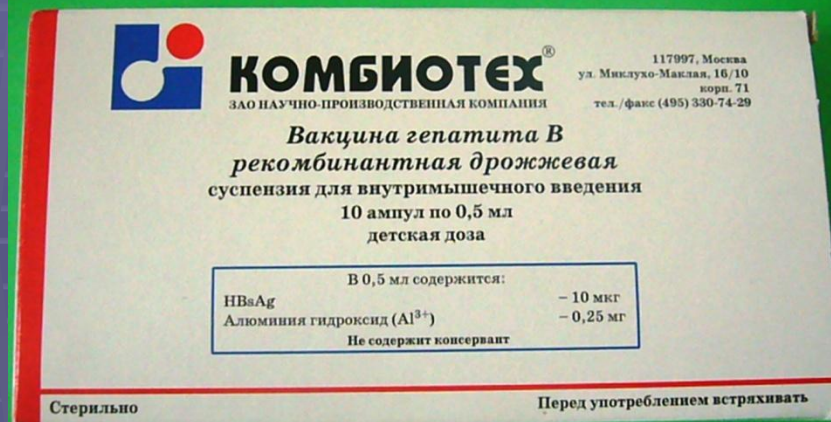 КОМБИОТЕХ®
ЗАО НАУЧНО-ПРОИЗВОДСТВЕННАЯ КОМПАНИЯ
117997, Москва
ул. Миклухо-Маклая, 16/10
корп. 71
тел./факс (495) 330-74-29
Вакцина гепатита В
рекомбинантная дрожжевая
суспензия для внутримышечного введения
10 ампул по 0,5 мл
детская доза
В 0,5 мл содержится:
HBsAg – 10 мкг
Алюминия гидроксид (Al³⁺) – 0,25 мг
Не содержит консервант
Стерильно
Перед употреблением встряхивать